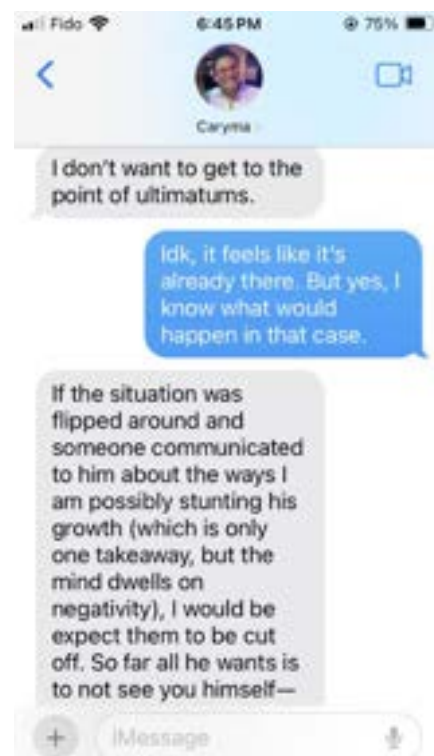 Fido
6:45 PM
75%
Caryma
I don't want to get to the
point of ultimatums.
Idk, it feels like it's
already there. But yes, I
know what would
happen in that case.
If the situation was
flipped around and
someone communicated
to him about the ways I
am possibly stunting his
growth (which is only
one takeaway, but the
mind dwells on
negativity), I would be
expect them to be cut
off. So far all he wants is
to not see you himself—
iMessage